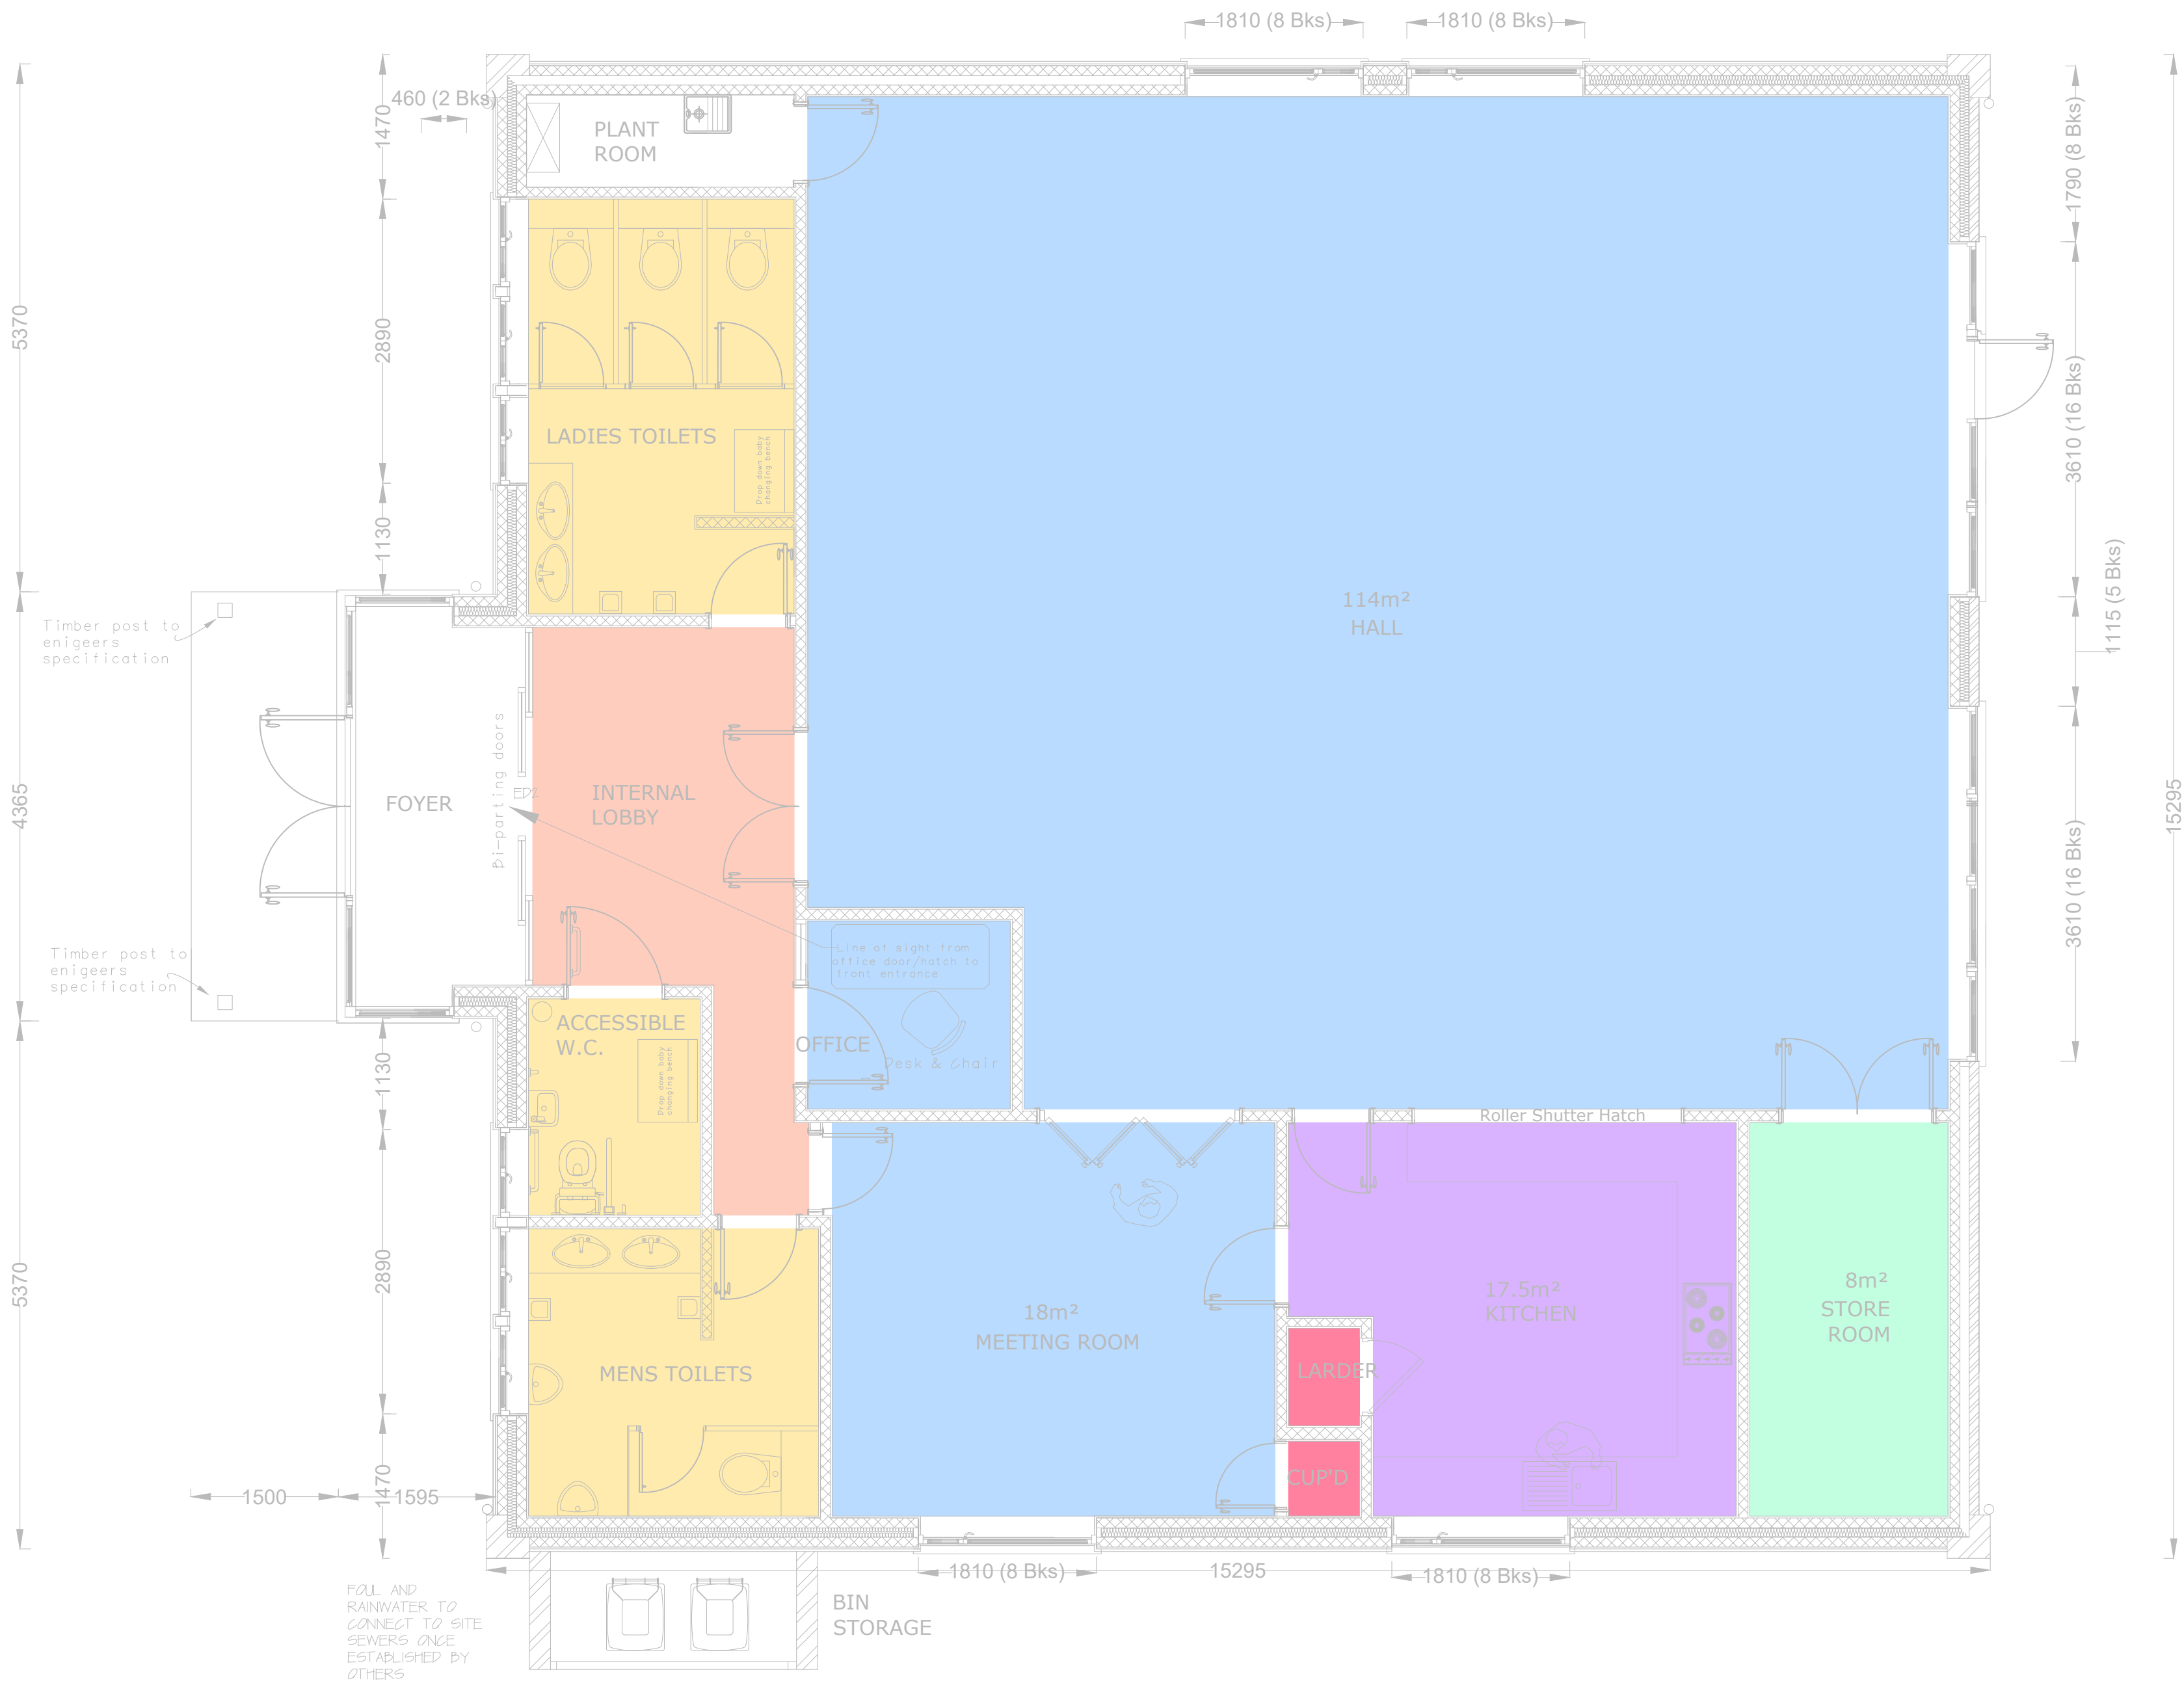 1810 (8 Bks)
1810 (8 Bks)
460 (2 Bks)
1470
PLANT
ROOM
1790 (8 Bks)
5370
2890
3610 (16 Bks)
LADIES TOILETS
Drop down baby
changing bench
1130
114m²
HALL
1115 (5 Bks)
Timber post to
enigeers
specification
4365
FOYER
Bi-parting doors
ED2
INTERNAL
LOBBY
15295
3610 (16 Bks)
Line of sight from
office door/hatch to
front entrance
Timber post to
enigeers
specification
ACCESSIBLE
W.C.
Drop down baby
changing bench
OFFICE
Desk & Chair
1130
Roller Shutter Hatch
5370
2890
18m²
MEETING ROOM
17.5m²
KITCHEN
8m²
STORE
ROOM
MENS TOILETS
LARDER
CUP'D
1470
1500
1595
1810 (8 Bks)
15295
1810 (8 Bks)
FOUL AND
RAINWATER TO
CONNECT TO SITE
SEWERS ONCE
ESTABLISHED BY
OTHERS
BIN
STORAGE